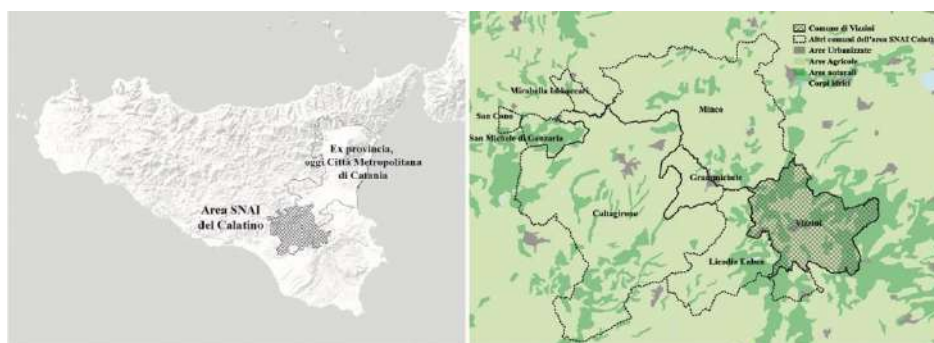 Ex provincia,
oggi Città Metropolitana
di Catania
Area SNAI
del Calatino
Comune di Vizzini
Altri comuni dell'area SNAI Calatino
Aree Urbanizzate
Aree Agricole
Aree naturali
Corpi idrici
Mirabella Imbaccari
San Cono
San Michele di Ganzaria
Mineo
Grammichele
Caltagirone
Vizzini
Licodia Eubea